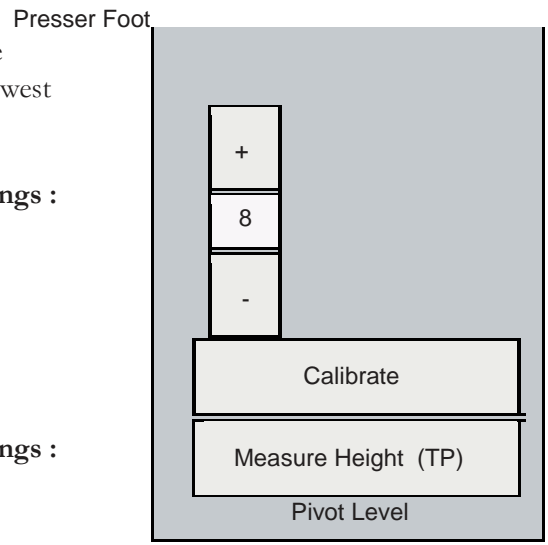 Presser Foot
e
west
ngs :
ngs :
+
8
-
Calibrate
Measure Height (TP)
Pivot Level